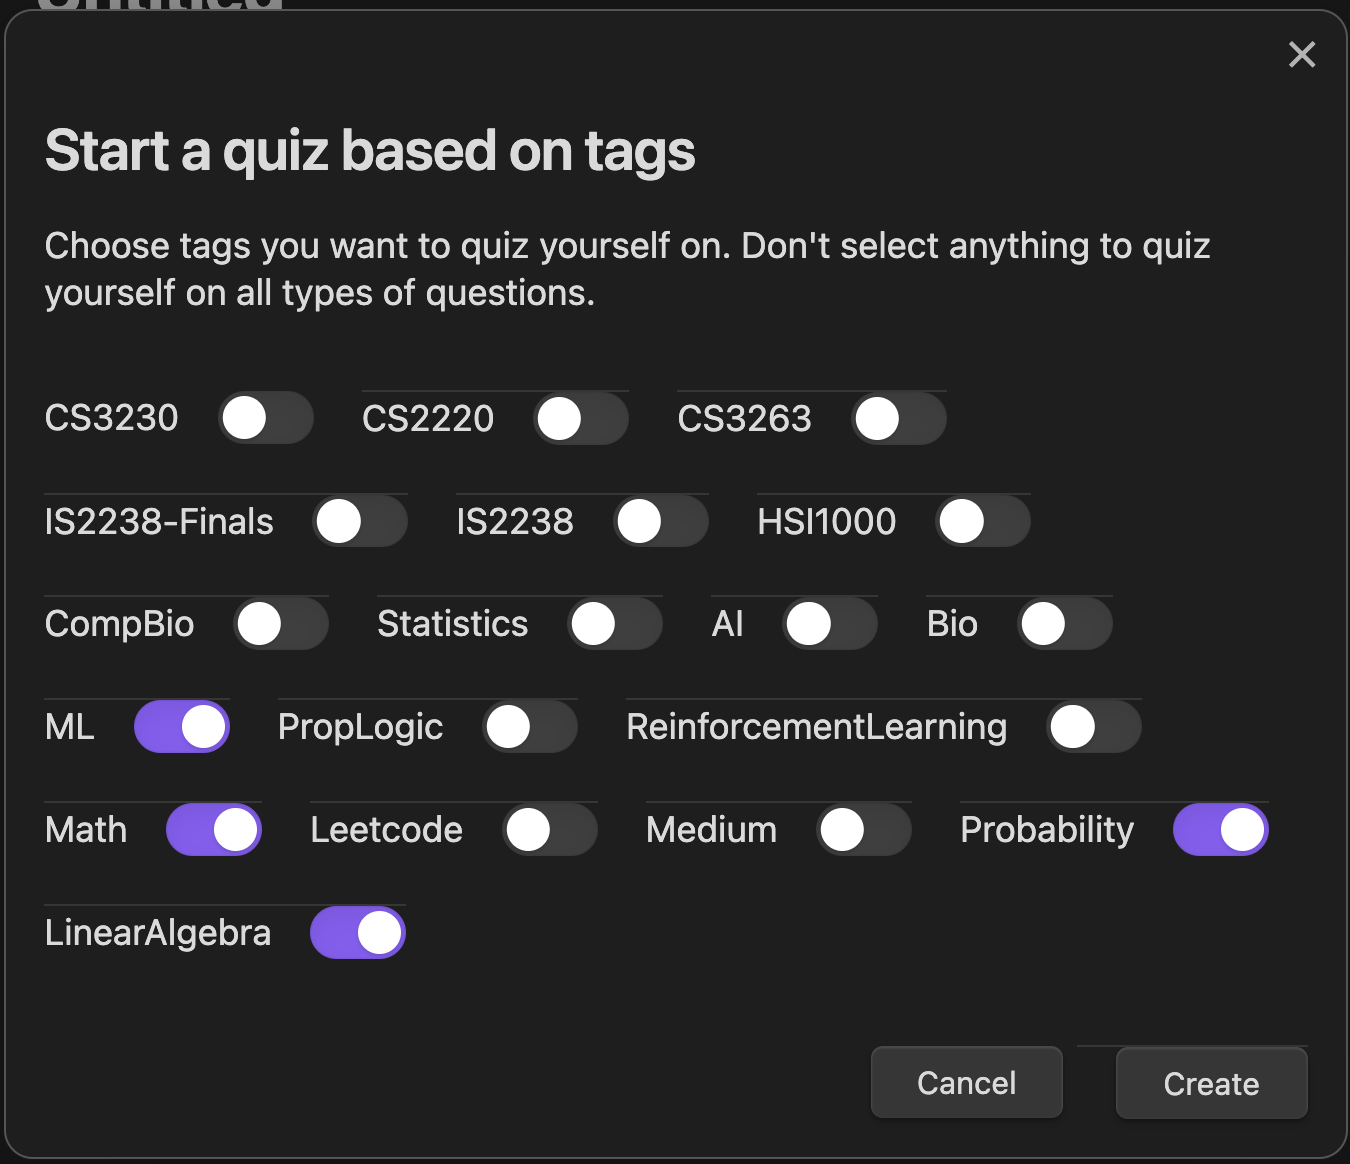 Untitled
Start a quiz based on tags
Choose tags you want to quiz yourself on. Don't select anything to quiz
yourself on all types of questions.
CS3230 CS2220 CS3263
IS2238-Finals IS2238 HSI1000
CompBio Statistics AI Bio
ML PropLogic ReinforcementLearning
Math Leetcode Medium Probability
LinearAlgebra
Cancel Create